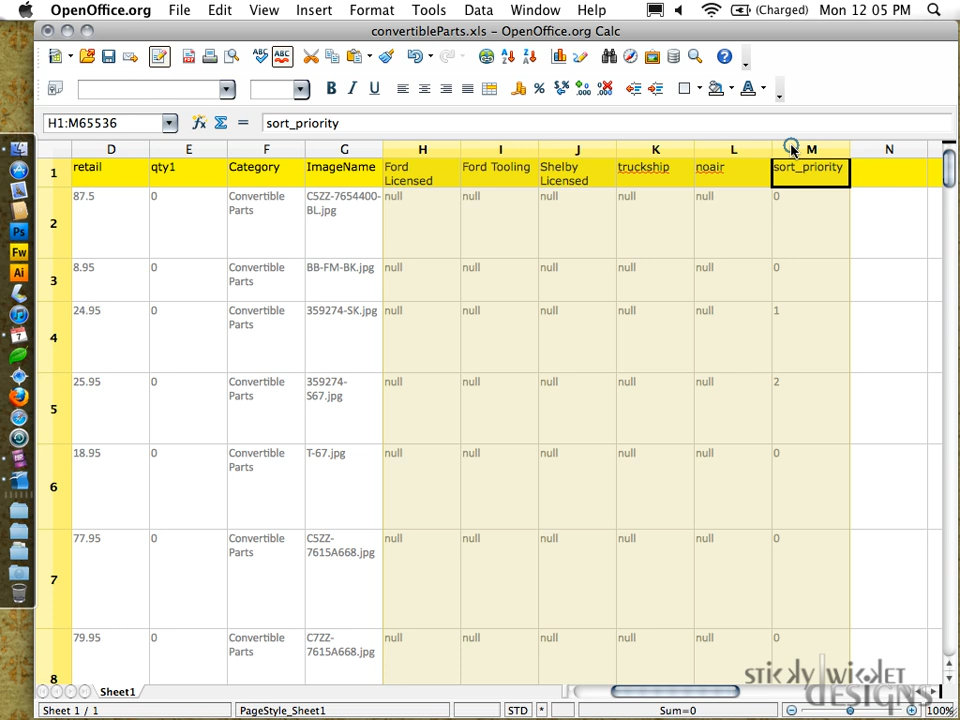 OpenOffice.org File Edit View Insert Format Tools Data Window Help (Charged) Mon 12 05 PM
convertibleParts.xls – OpenOffice.org Calc
H1:M65536 sort_priority
D E F G H I J K L M N
1 retail qty1 Category ImageName Ford Licensed Ford Tooling Shelby Licensed truckship noair sort_priority
2 87.5 0 Convertible Parts C5ZZ-7654400-BL.jpg null null null null null 0
3 8.95 0 Convertible Parts BB-FM-BK.jpg null null null null null 0
4 24.95 0 Convertible Parts 359274-SK.jpg null null null null null 1
5 25.95 0 Convertible Parts 359274-S67.jpg null null null null null 2
6 18.95 0 Convertible Parts T-67.jpg null null null null null 0
7 77.95 0 Convertible Parts C5ZZ-7615A668.jpg null null null null null 0
8 79.95 0 Convertible Parts C7ZZ-7615A668.jpg null null null null null 0
Sheet1
Sheet 1 / 1 PageStyle_Sheet1 STD * Sum=0 100%
sticky wicket
DESIGNS
Ps
Fw
Ai
7